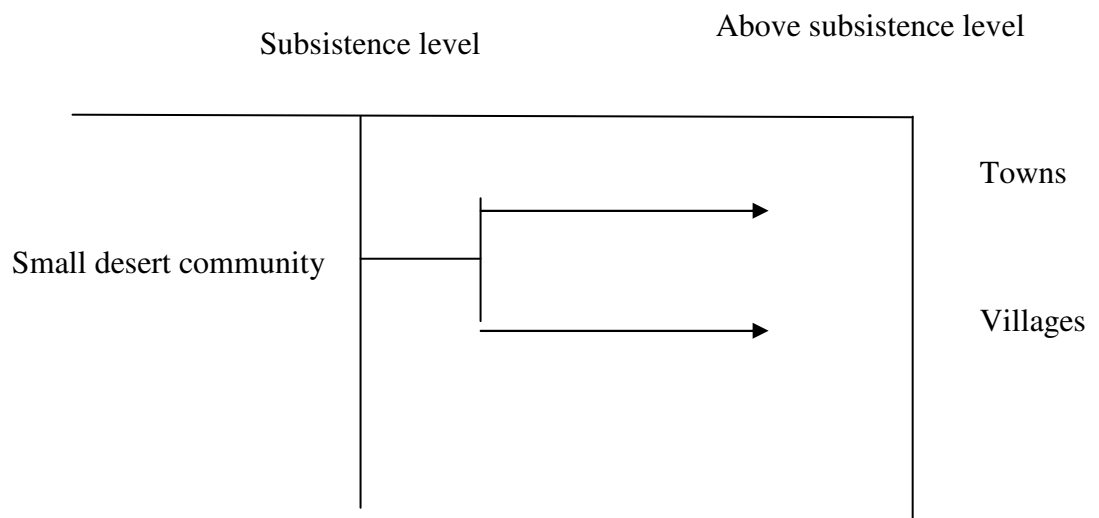 Above subsistence level
Subsistence level
Towns
Small desert community
Villages